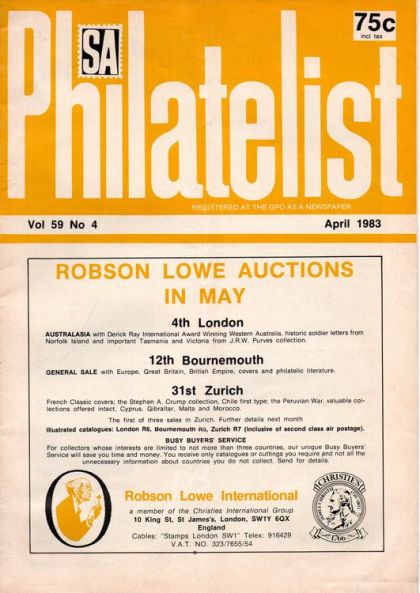 SA
75c
incl tax
Philatelist
REGISTERED AT THE GPO AS A NEWSPAPER
Vol 59 No 4
April 1983
ROBSON LOWE AUCTIONS
IN MAY
4th London
AUSTRALASIA with Derick Ray International Award Winning Western Australia, historic soldier letters from
Norfolk Island and important Tasmania and Victoria from J.R.W. Purves collection.
12th Bournemouth
GENERAL SALE with Europe, Great Britain, British Empire, covers and philatelic literature.
31st Zurich
French Classic covers; the Stephen A. Crump collection, Chile first type; the Peruvian War, valuable col-
lections offered intact, Cyprus, Gibraltar, Malta and Morocco.
The first of three sales in Zurich. Further details next month
Illustrated catalogues: London R6, Bournemouth R5, Zurich R7 (inclusive of second class air postage).
BUSY BUYERS' SERVICE
For collectors whose interests are limited to not more than three countries, our unique Busy Buyers'
Service will save you time and money. You receive only catalogues or cuttings you require and not all the
unnecessary information about countries you do not collect. Send for details.
Robson Lowe International
a member of the Christies International Group
10 King St, St James's, London, SW1Y 6QX
England
Cables: "Stamps London SW1" Telex: 916429
V.A.T. NO. 323/7655/54
CHRISTIE'S
1766